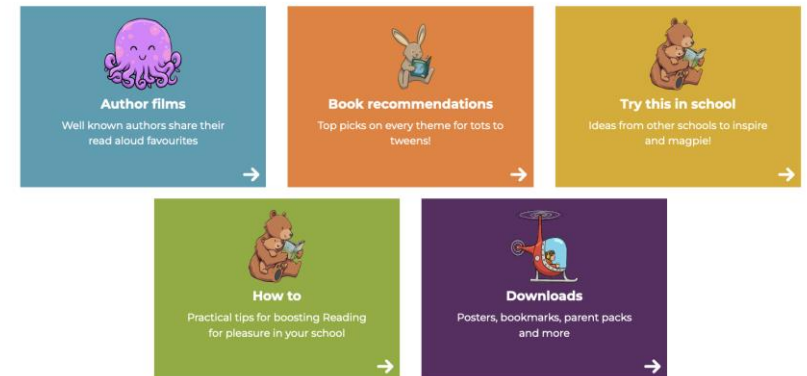 Author films
Well known authors share their
read aloud favourites
Book recommendations
Top picks on every theme for tots to
tweens!
Try this in school
Ideas from other schools to inspire
and magpie!
How to
Practical tips for boosting Reading
for pleasure in your school
Downloads
Posters, bookmarks, parent packs
and more